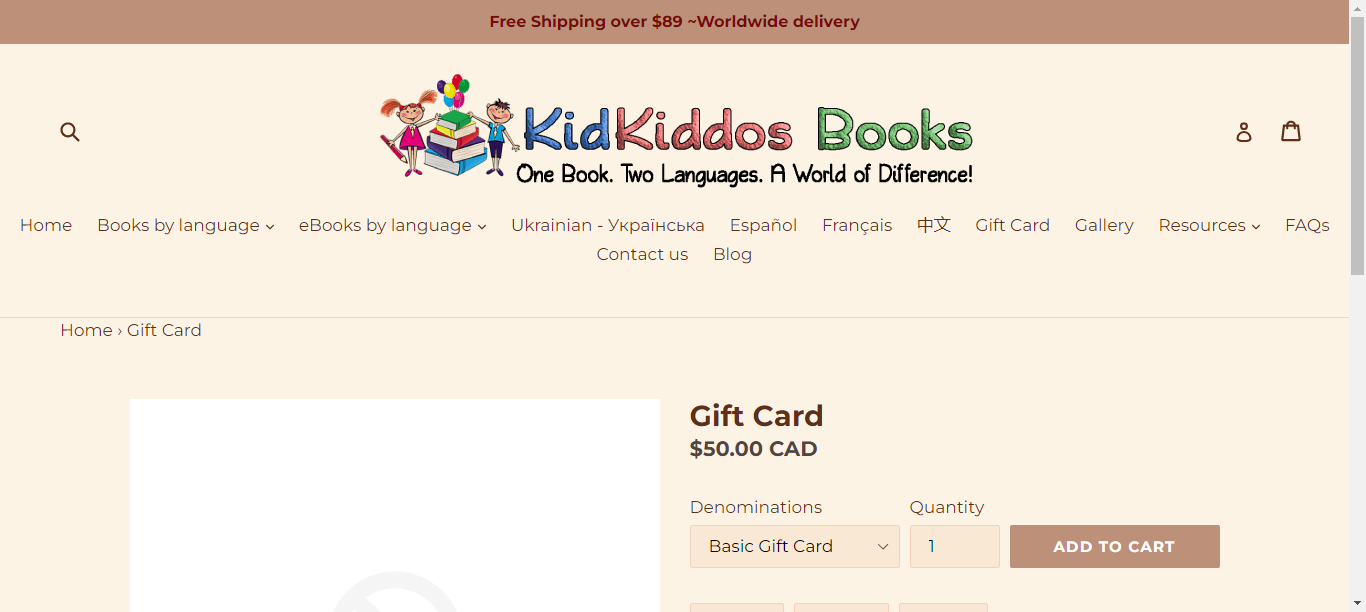 Free Shipping over $89 ~Worldwide delivery
KidKiddos Books
One Book. Two Languages. A World of Difference!
Home Books by language eBooks by language Ukrainian - Українська Español Français 中文 Gift Card Gallery Resources FAQs
Contact us Blog
Home › Gift Card
Gift Card
$50.00 CAD
Denominations Quantity
Basic Gift Card 1 ADD TO CART